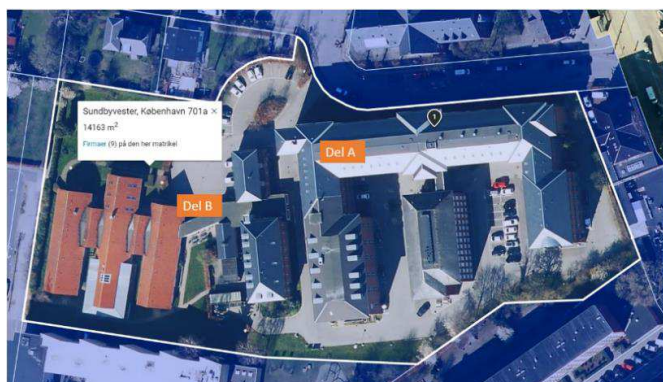 Sundbyvester, København 701a ×
14163 m²
Firmaer (9) på den her matrikel
Del A
Del B
1